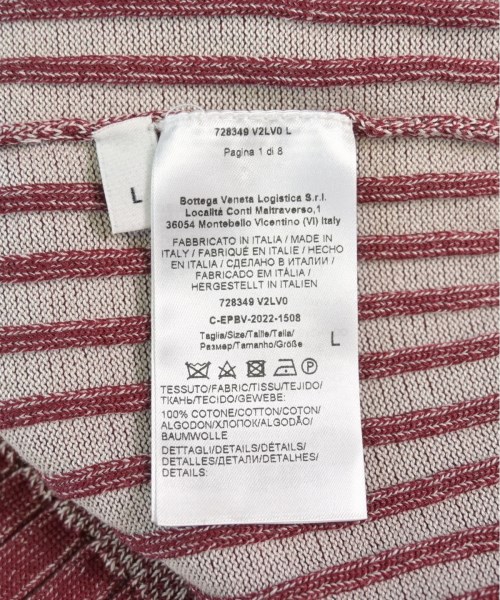 728349 V2LV0 L
Pagina 1 di 8
L
Bottega Veneta Logistica S.r.l.
Località Conti Maltraverso,1
36054 Montebello Vicentino (VI) Italy
FABBRICATO IN ITALIA / MADE IN
ITALY / FABRIQUÉ EN ITALIE / HECHO
EN ITALIA / СДЕЛАНО В ИТАЛИИ /
FABRICADO EM ITÁLIA /
HERGESTELLT IN ITALIEN
728349 V2LV0
C-EPBV-2022-1508
Taglia/Size/Taille/Talla/
Размер/Tamanho/Größe
L
P
TESSUTO/FABRIC/TISSU/TEJIDO/
ТКАНЬ/TECIDO/GEWEBE:
100% COTONE/COTTON/COTON/
ALGODON/ХЛОПОК/ALGODÃO/
BAUMWOLLE
DETTAGLI/DETAILS/DÉTAILS/
DETALLES/ДЕТАЛИ/DETALHES/
DETAILS: